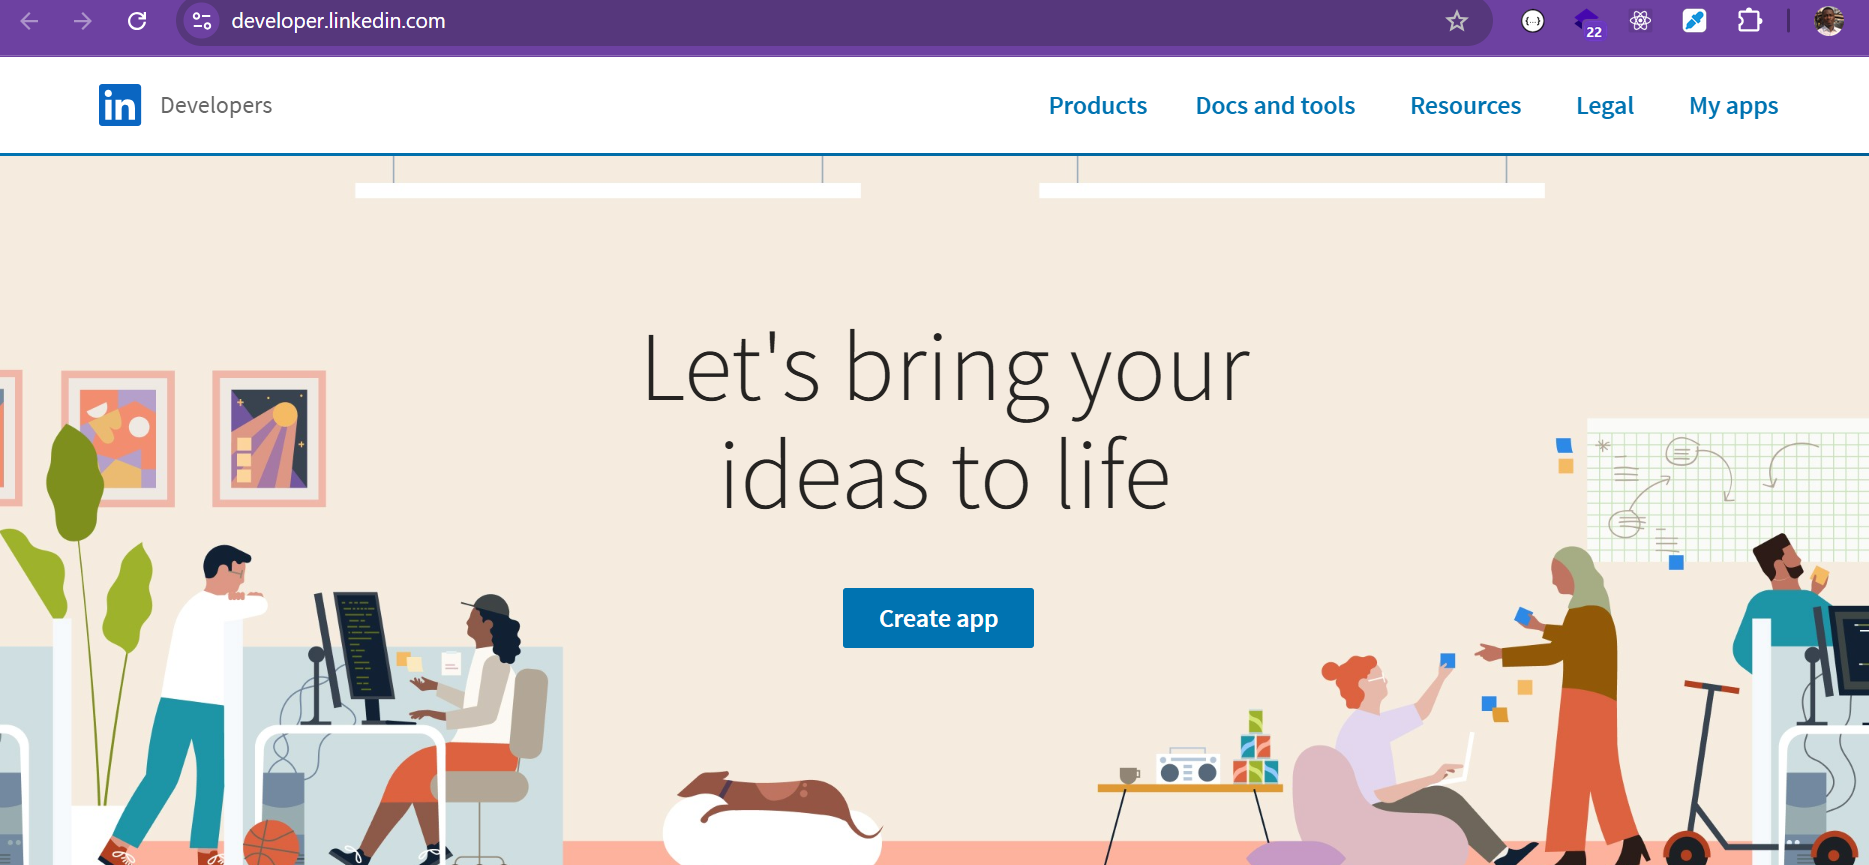 developer.linkedin.com
22
in Developers
Products Docs and tools Resources Legal My apps
Let's bring your
ideas to life
Create app